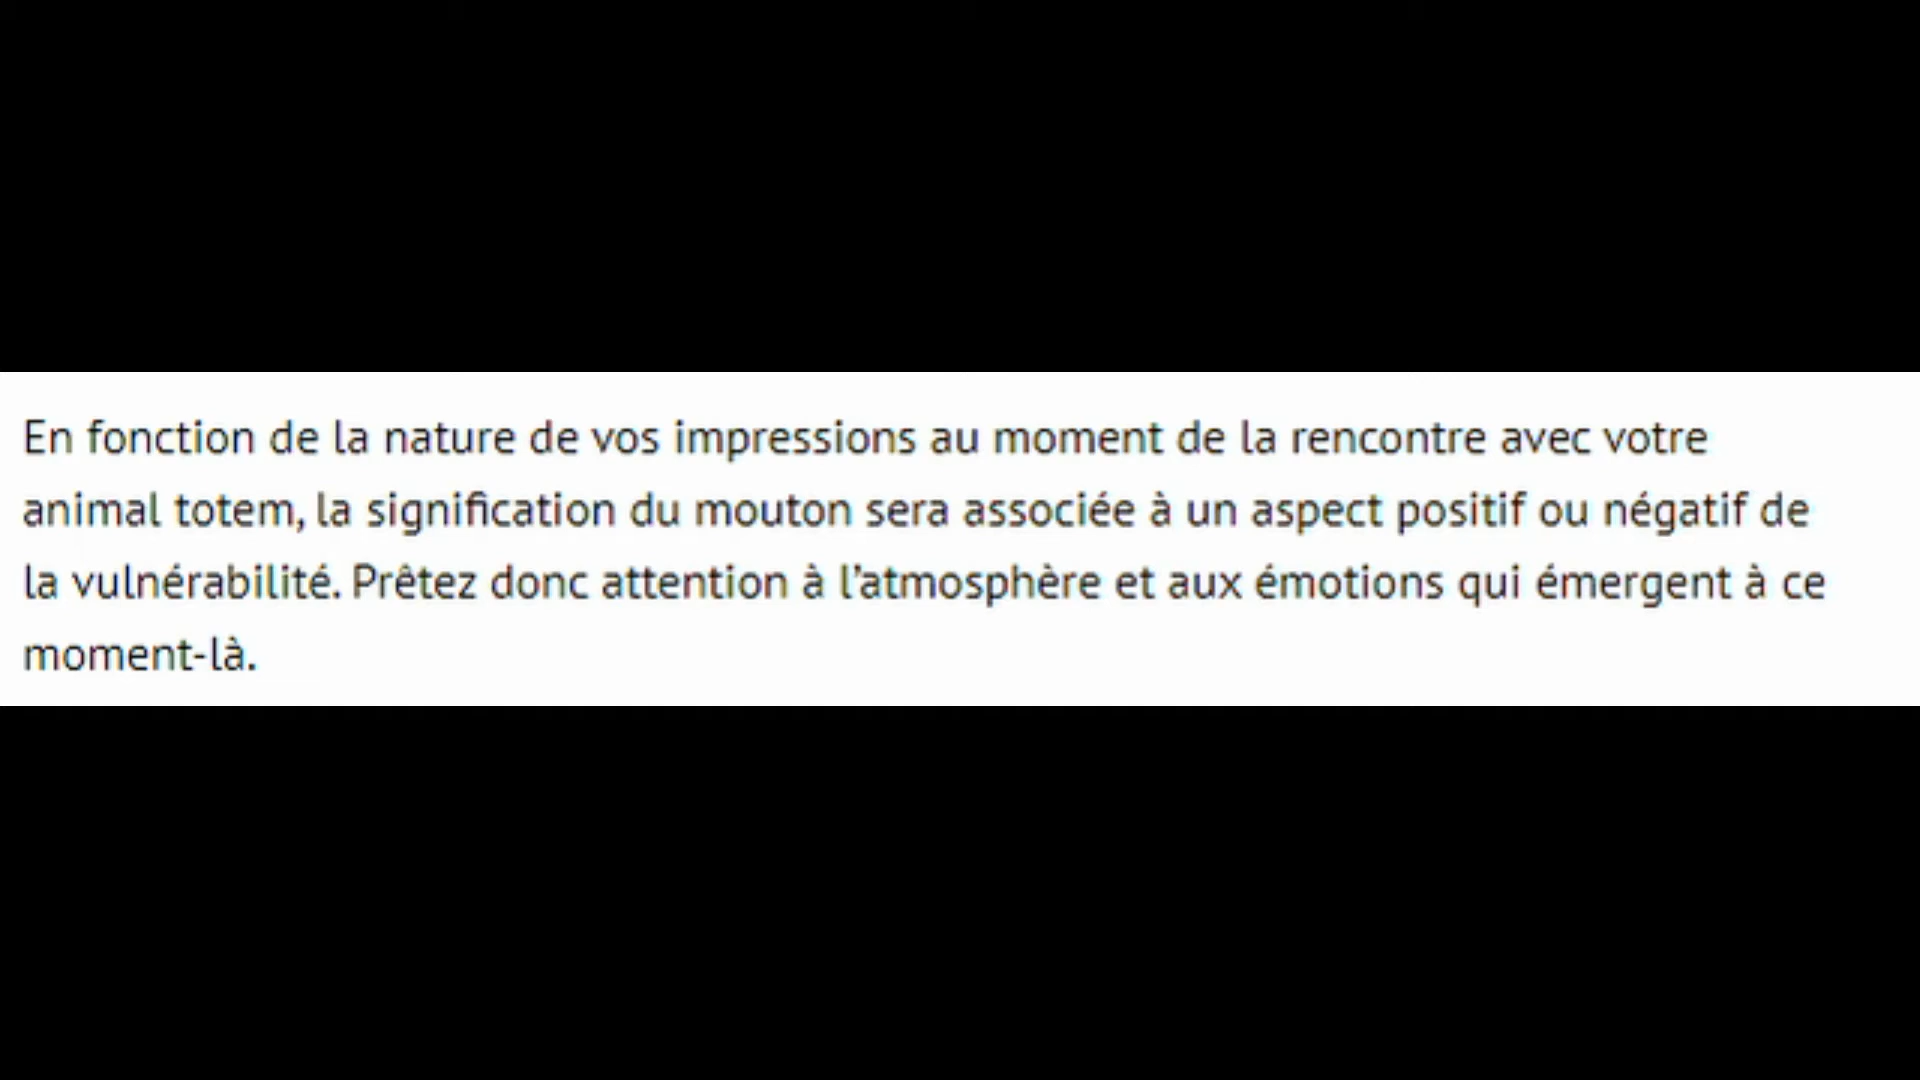 En fonction de la nature de vos impressions au moment de la rencontre avec votre
animal totem, la signification du mouton sera associée à un aspect positif ou négatif de
la vulnérabilité. Prêtez donc attention à l’atmosphère et aux émotions qui émergent à ce
moment-là.